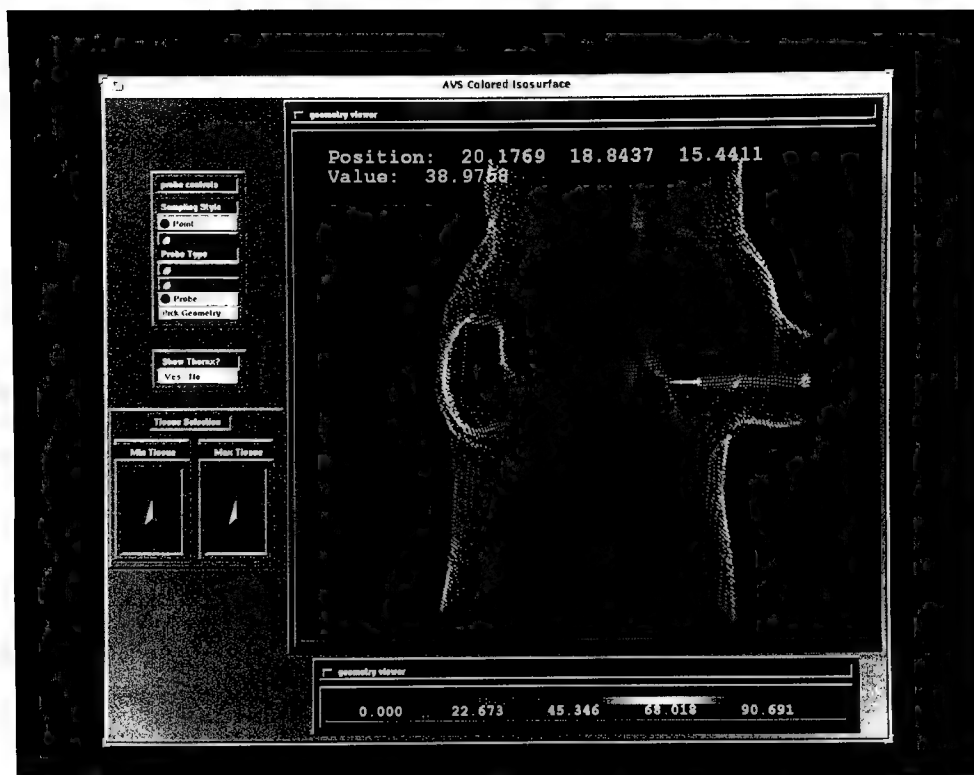 AVS Colored Isosurface
geometry viewer
Position: 20.1769 18.8437 15.4411
Value: 38.9768
probe controls
Sampling Style
Point
Probe Type
Probe
Pick Geometry
Show Thorax?
Yes No
Tissue Selection
Min Tissue Max Tissue
geometry viewer
0.000 22.673 45.346 68.018 90.691